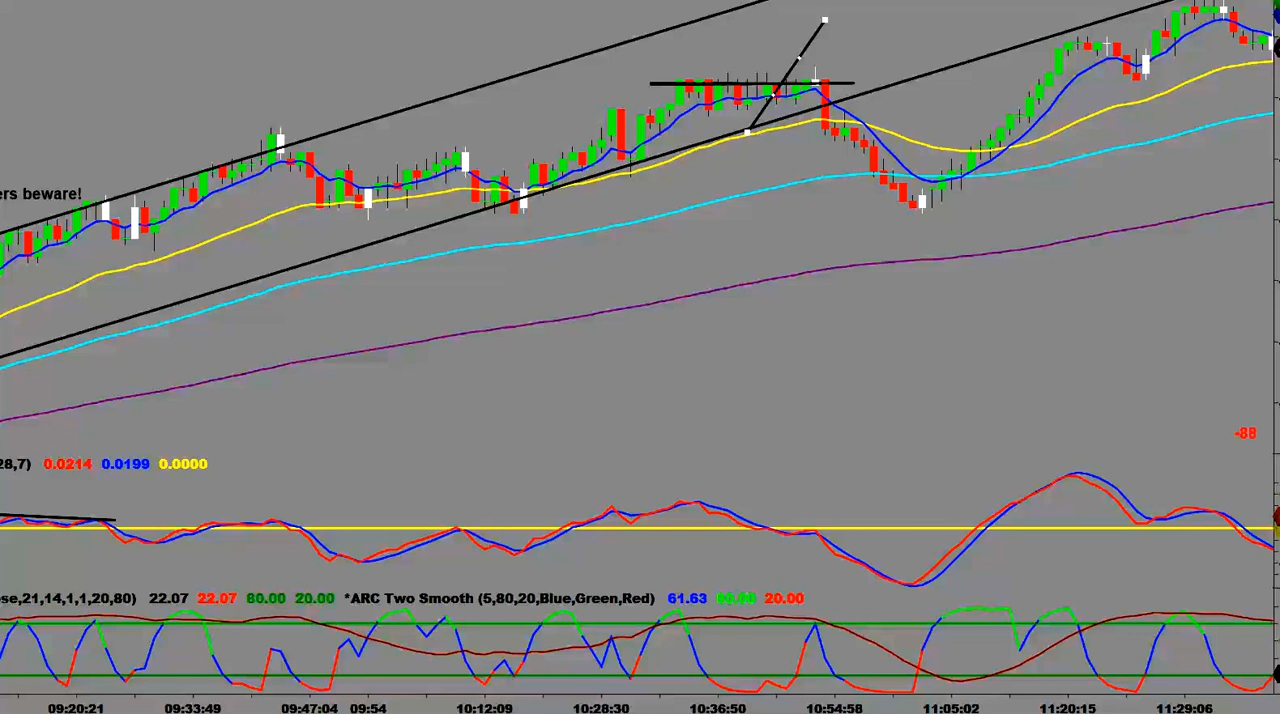 ers beware!
-88
28,7) 0.0214 0.0199 0.0000
ose,21,14,1,1,20,80) 22.07 22.07 80.00 20.00 *ARC Two Smooth (5,80,20,Blue,Green,Red) 61.63 80.00 20.00
09:20:21 09:33:49 09:47:04 09:54 10:12:09 10:28:30 10:36:50 10:54:58 11:05:02 11:20:15 11:29:06